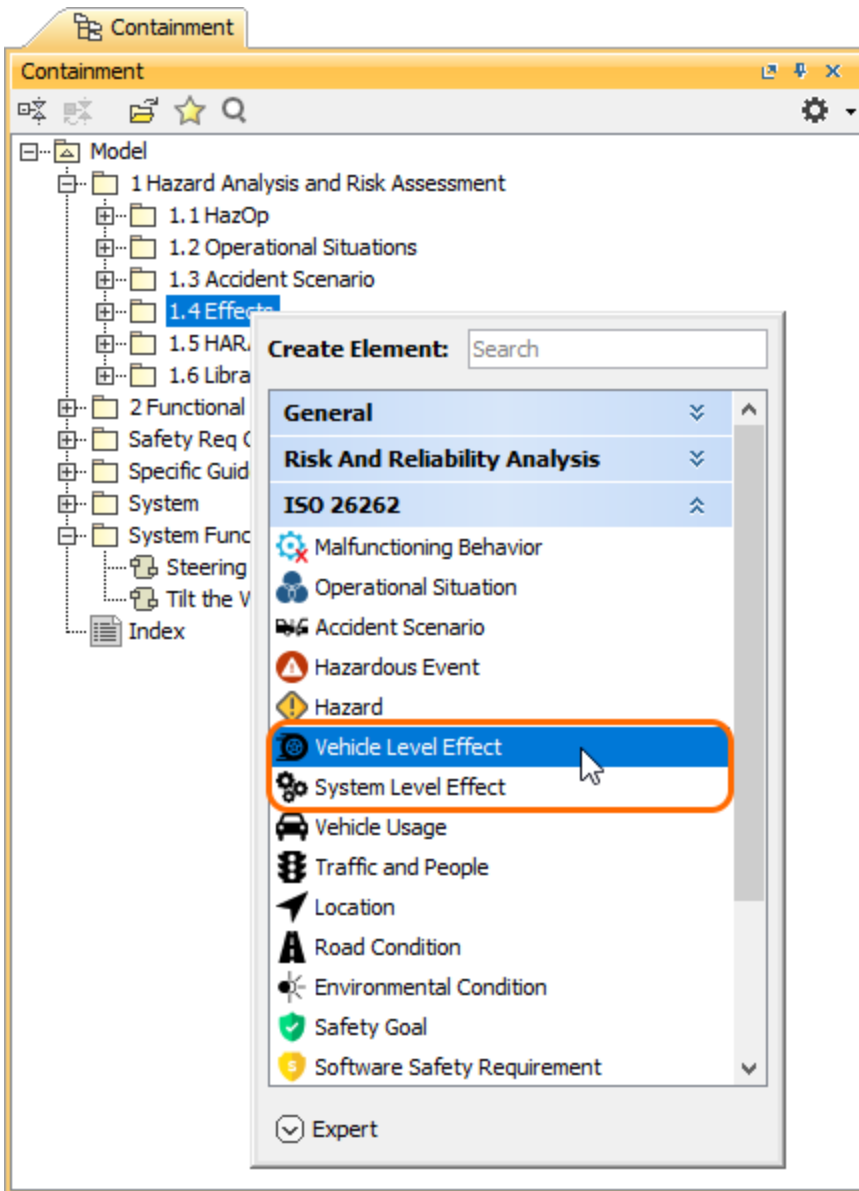 Containment
Containment
Model
1 Hazard Analysis and Risk Assessment
1.1 HazOp
1.2 Operational Situations
1.3 Accident Scenario
1.4 Effects
1.5 HAR
1.6 Libra
2 Functional
Safety Req
Specific Guid
System
System Func
Steering
Tilt the
Index
Create Element:
Search
General
Risk And Reliability Analysis
ISO 26262
Malfunctioning Behavior
Operational Situation
Accident Scenario
Hazardous Event
Hazard
Vehicle Level Effect
System Level Effect
Vehicle Usage
Traffic and People
Location
Road Condition
Environmental Condition
Safety Goal
Software Safety Requirement
Expert